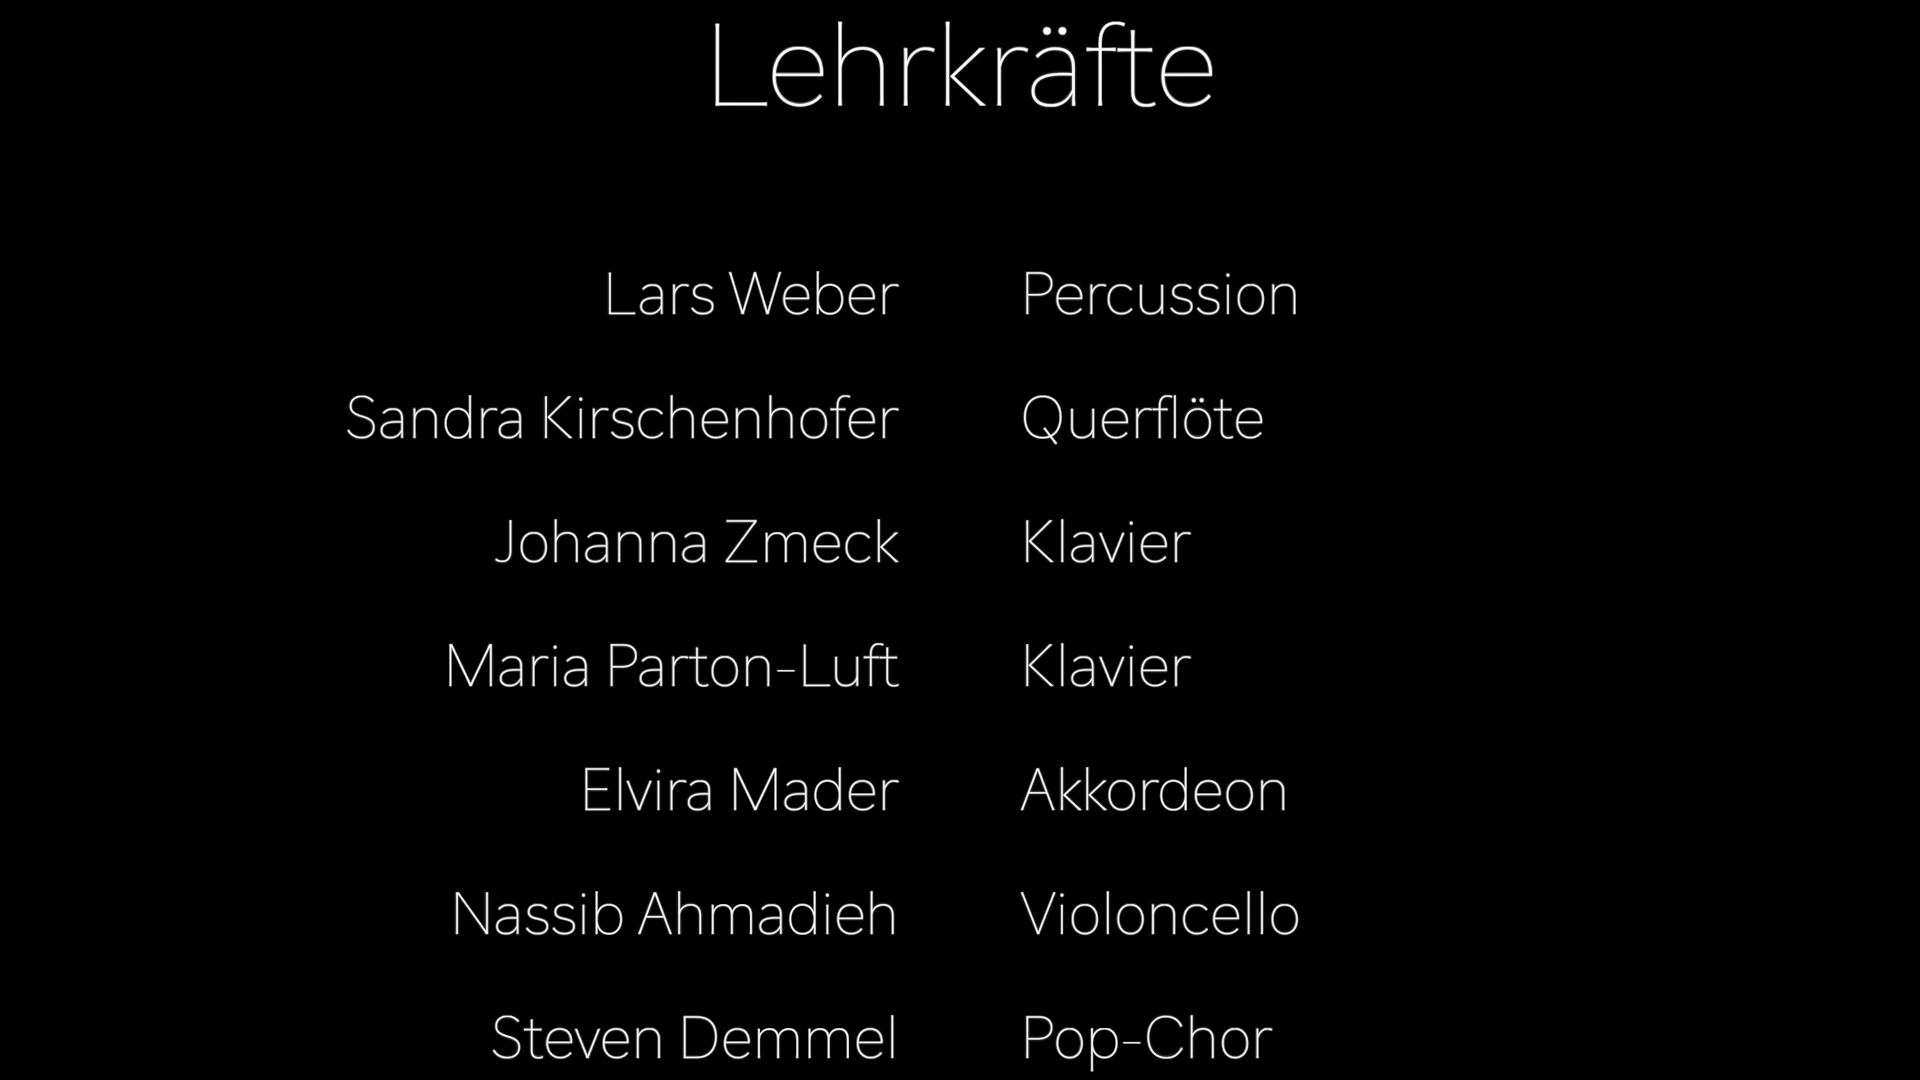 Lehrkräfte
Lars Weber Percussion
Sandra Kirschenhofer Querflöte
Johanna Zmeck Klavier
Maria Parton-Luft Klavier
Elvira Mader Akkordeon
Nassib Ahmadieh Violoncello
Steven Demmel Pop-Chor